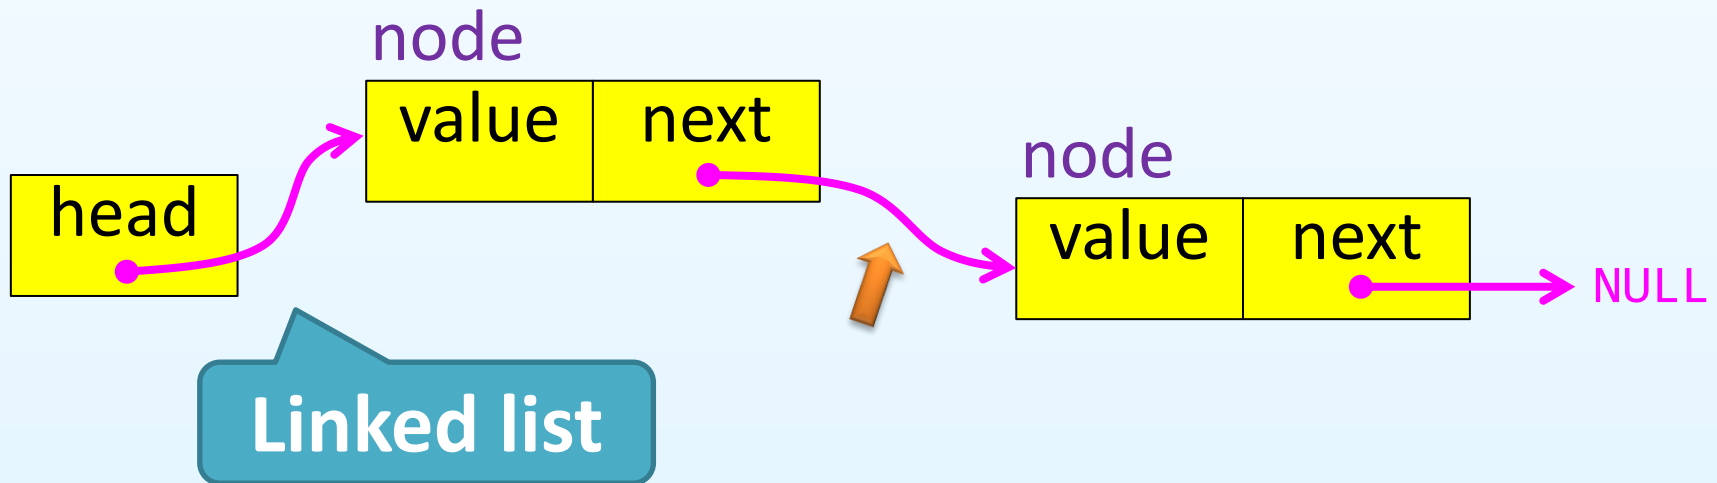 node
value next
node
head
value next
NULL
Linked list